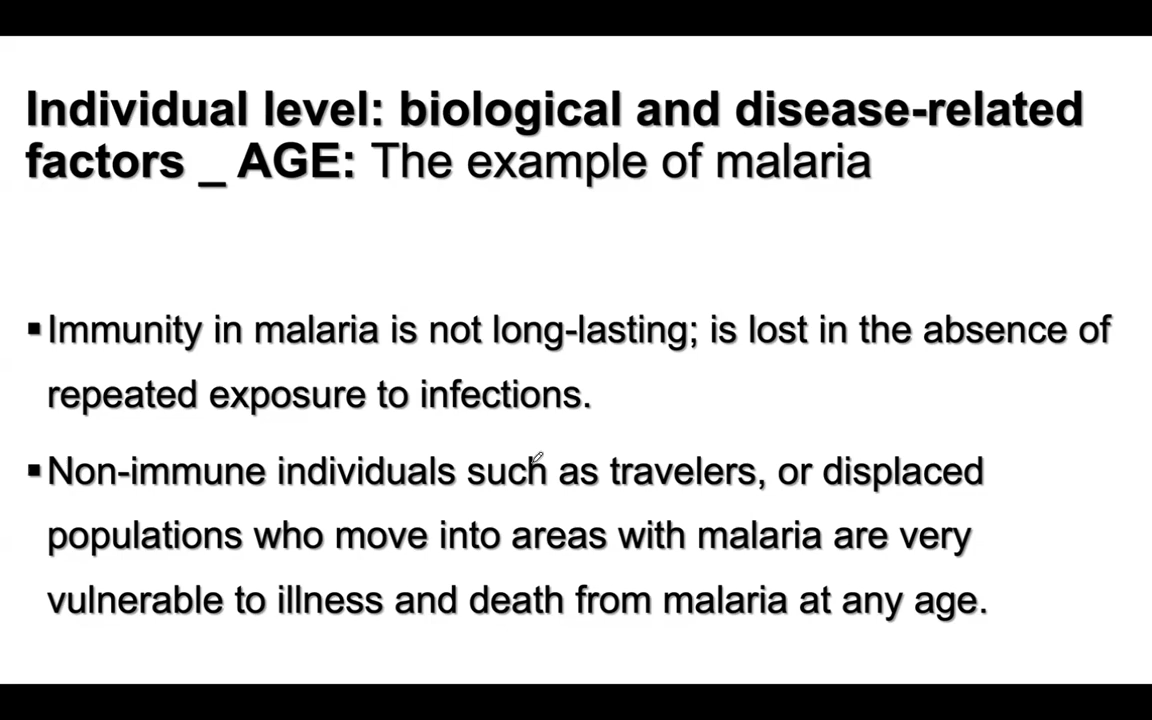 Individual level: biological and disease-related
factors _ AGE: The example of malaria
▪Immunity in malaria is not long-lasting; is lost in the absence of
repeated exposure to infections.
▪Non-immune individuals such as travelers, or displaced
populations who move into areas with malaria are very
vulnerable to illness and death from malaria at any age.